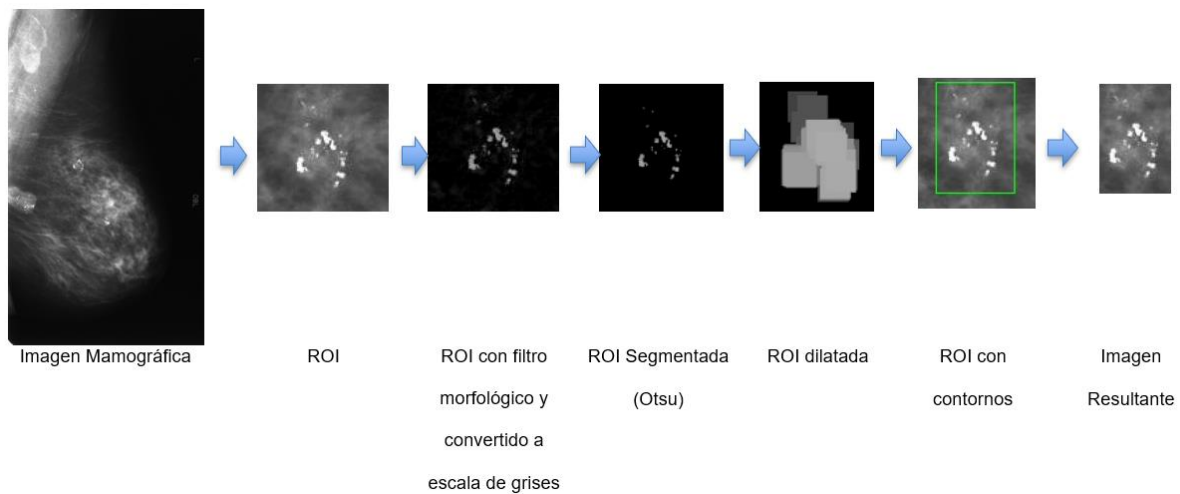 Imagen Mamográfica
ROI
ROI con filtro
morfológico y
convertido a
escala de grises
ROI Segmentada
(Otsu)
ROI dilatada
ROI con
contornos
Imagen
Resultante